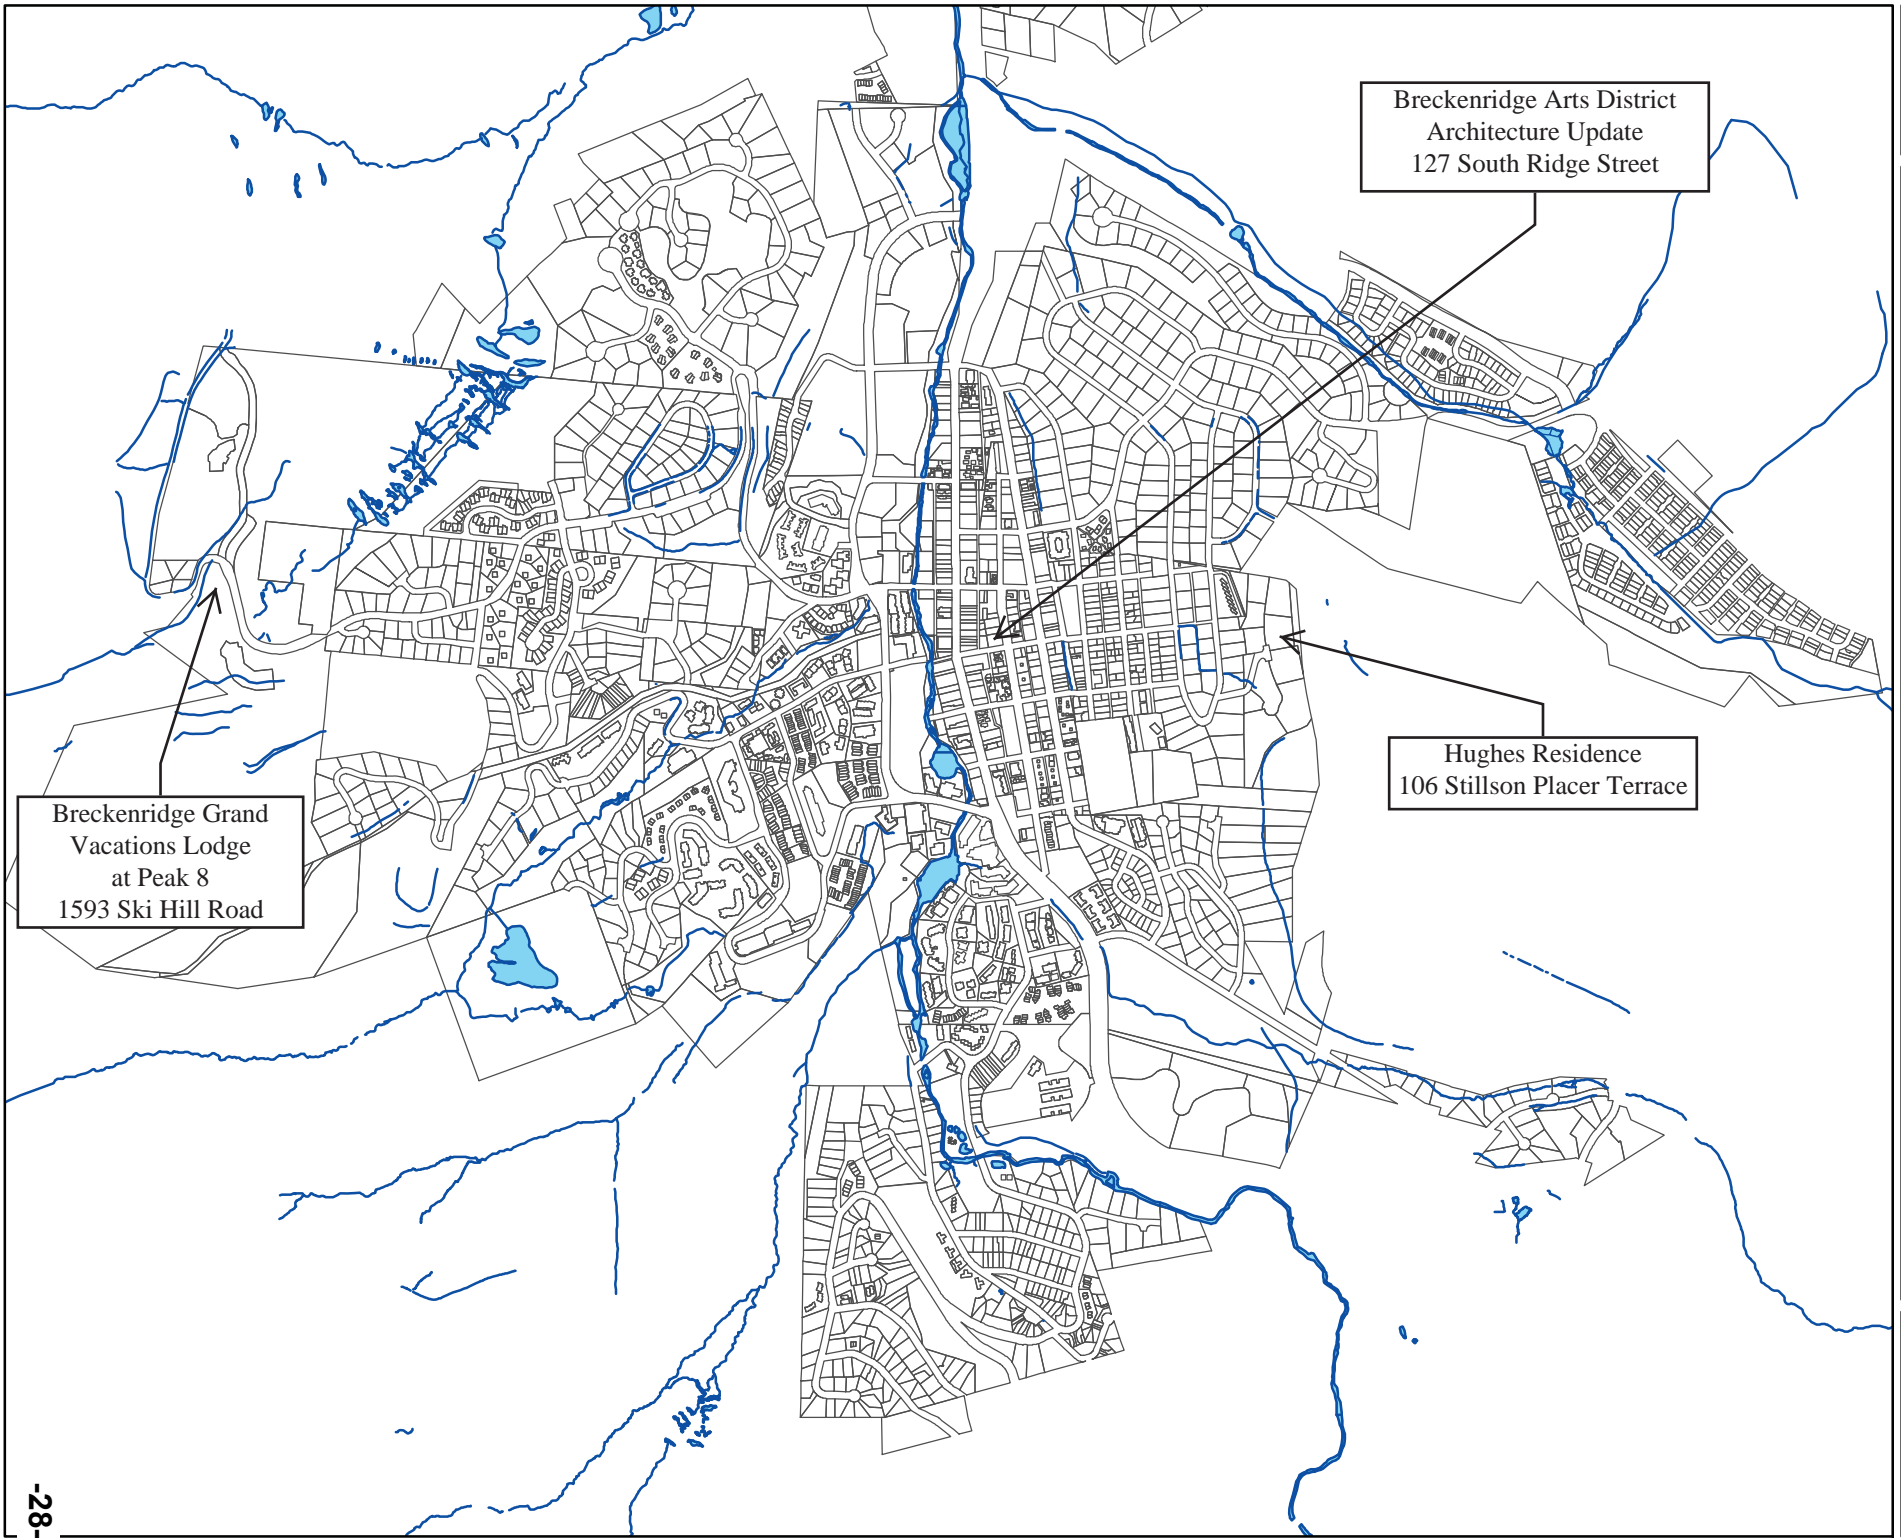 Breckenridge Arts District
Architecture Update
127 South Ridge Street
Hughes Residence
106 Stillson Placer Terrace
Breckenridge Grand
Vacations Lodge
at Peak 8
1593 Ski Hill Road
-28-